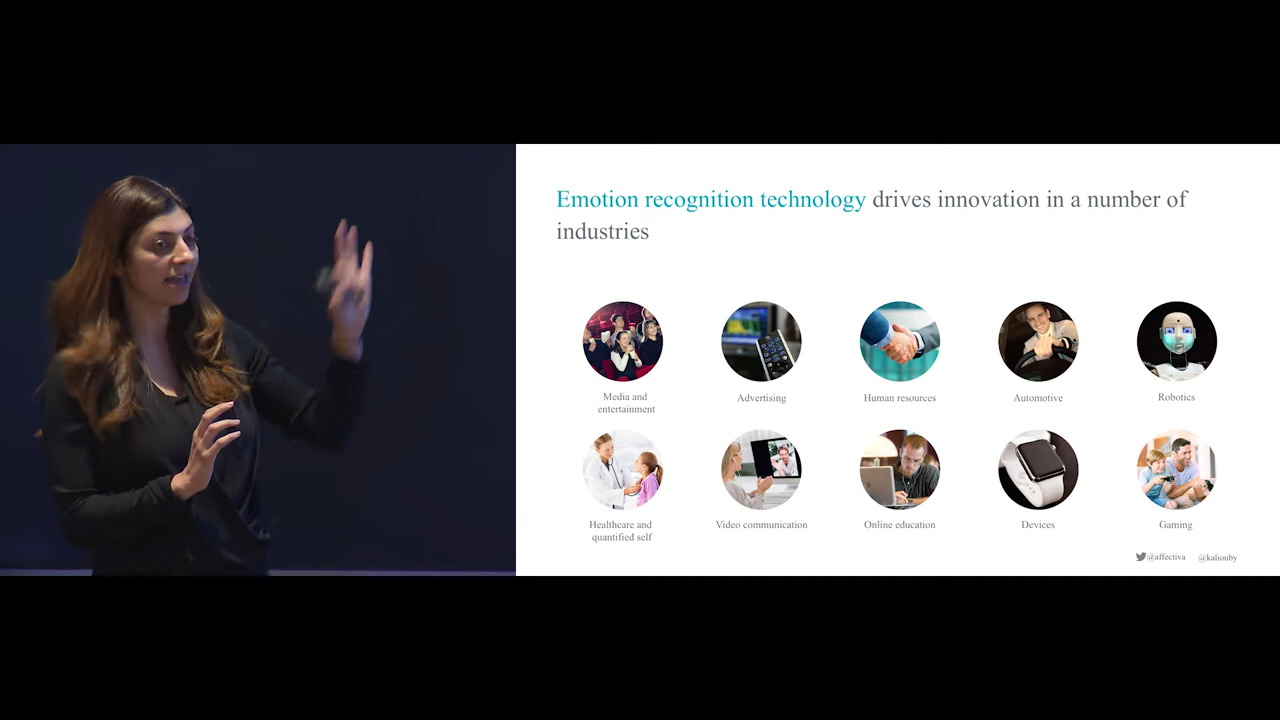 Emotion recognition technology drives innovation in a number of
industries
Media and
entertainment
Advertising
Human resources
Automotive
Robotics
Healthcare and
quantified self
Video communication
Online education
Devices
Gaming
@affectiva @kaliouby